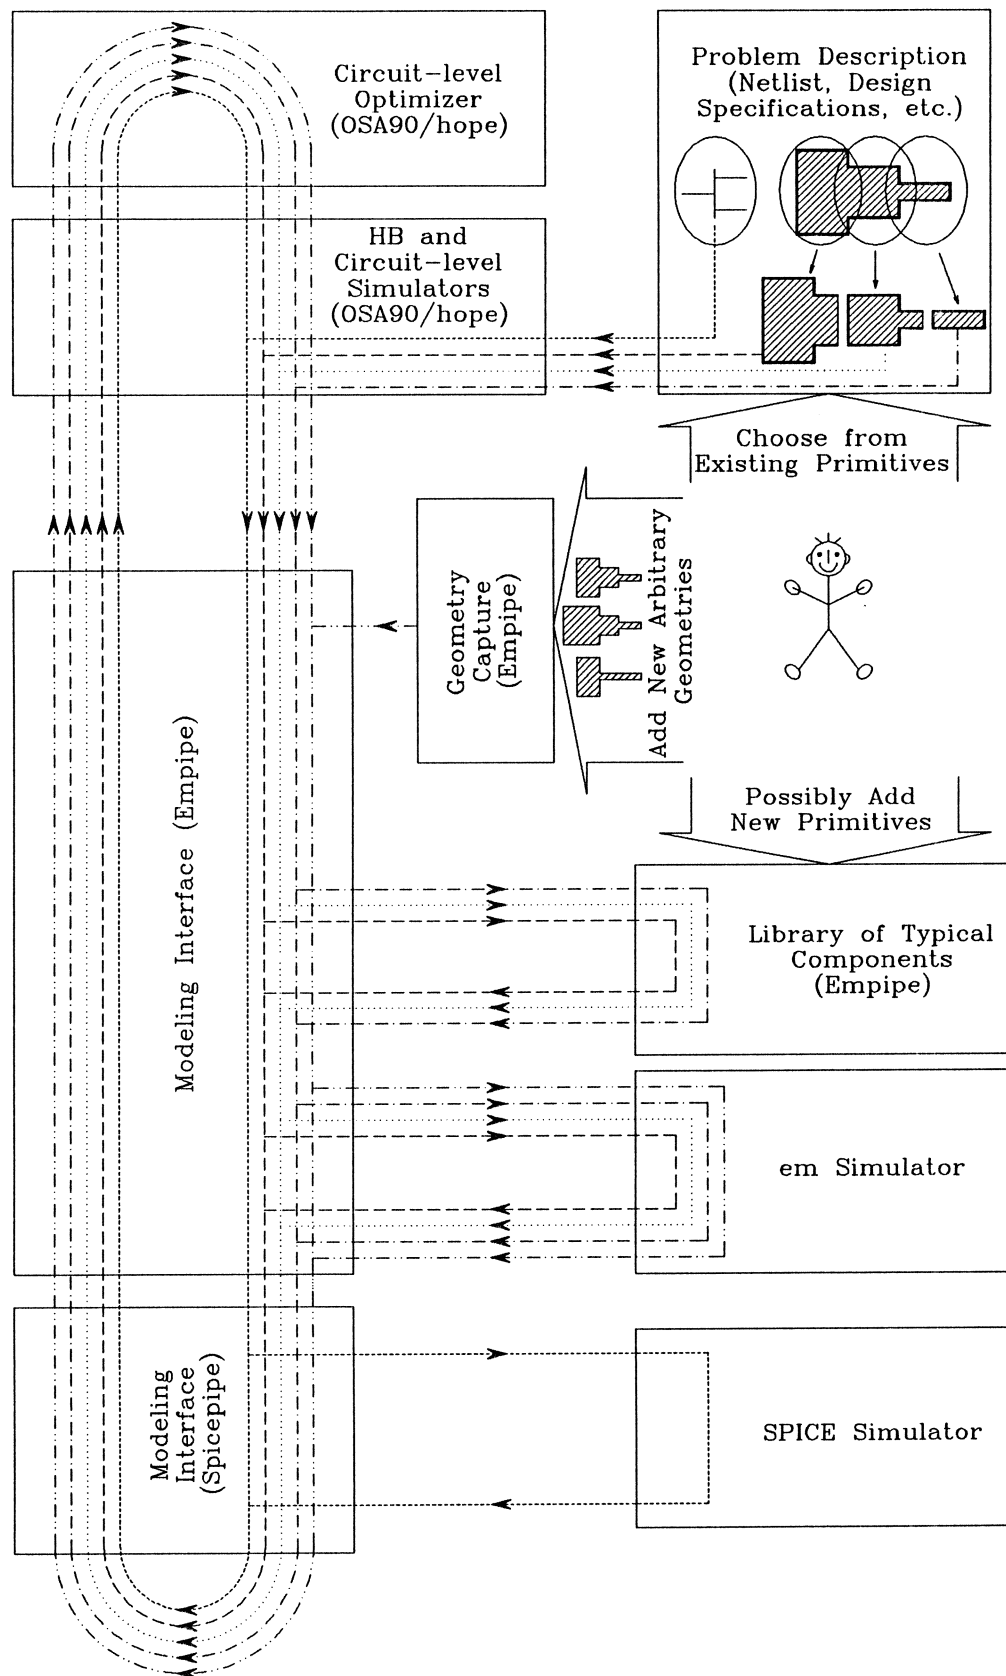 Circuit-level
Optimizer
(OSA90/hope)
Problem Description
(Netlist, Design
Specifications, etc.)
HB and
Circuit-level
Simulators
(OSA90/hope)
Choose from
Existing Primitives
Geometry
Capture
(Empipe)
Add New Arbitrary
Geometries
Modeling Interface (Empipe)
Possibly Add
New Primitives
Library of Typical
Components
(Empipe)
em Simulator
Modeling
Interface
(Spicepipe)
SPICE Simulator